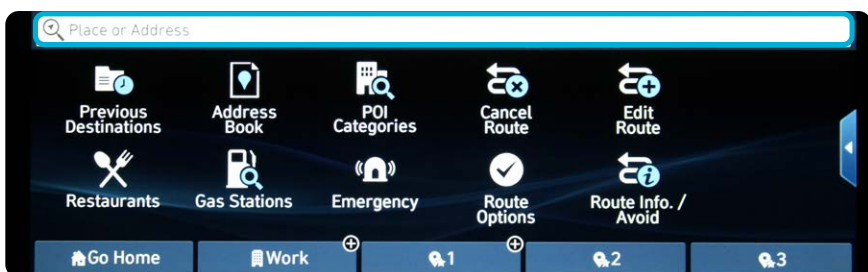 Place or Address
Previous
Destinations
Address
Book
POI
Categories
Cancel
Route
Edit
Route
Restaurants
Gas Stations
Emergency
Route
Options
Route Info. /
Avoid
Go Home
Work
1
2
3